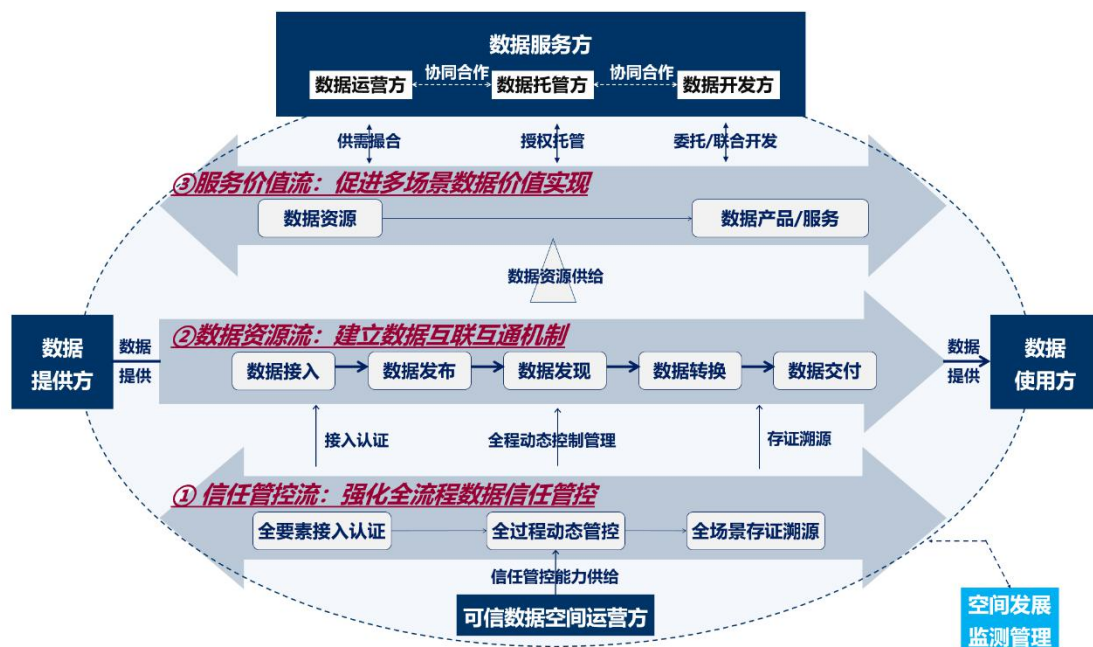 数据服务方
数据运营方
协同合作
数据托管方
协同合作
数据开发方
供需撮合
授权托管
委托/联合开发
③服务价值流：促进多场景数据价值实现
数据资源
数据产品/服务
数据资源供给
数据
提供方
数据
提供
②数据资源流：建立数据互联互通机制
数据接入
数据发布
数据发现
数据转换
数据交付
数据
提供
数据
使用方
接入认证
全程动态控制管理
存证溯源
① 信任管控流：强化全流程数据信任管控
全要素接入认证
全过程动态管控
全场景存证溯源
信任管控能力供给
可信数据空间运营方
空间发展
监测管理